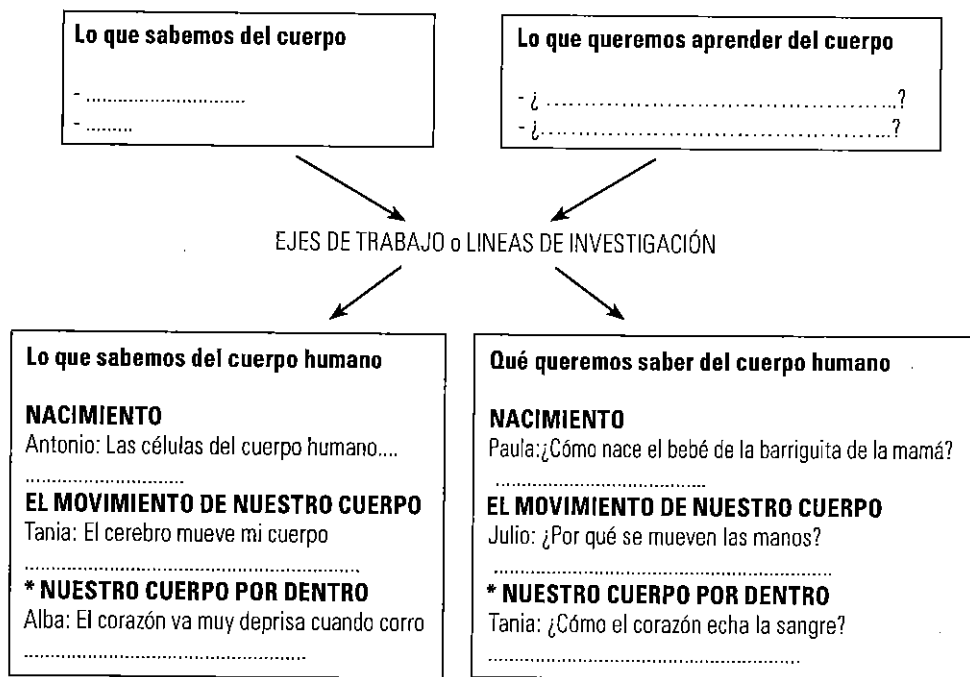 Lo que sabemos del cuerpo
- .............................
- .........
Lo que queremos aprender del cuerpo
- ¿ ................................................?
- ¿................................................?
EJES DE TRABAJO o LINEAS DE INVESTIGACIÓN
Lo que sabemos del cuerpo humano
NACIMIENTO
Antonio: Las células del cuerpo humano....
.............................
EL MOVIMIENTO DE NUESTRO CUERPO
Tania: El cerebro mueve mi cuerpo
.............................................................
* NUESTRO CUERPO POR DENTRO
Alba: El corazón va muy deprisa cuando corro
...................................................
Qué queremos saber del cuerpo humano
NACIMIENTO
Paula:¿Cómo nace el bebé de la barriguita de la mamá?
......................................
EL MOVIMIENTO DE NUESTRO CUERPO
Julio: ¿Por qué se mueven las manos?
.............................................................
* NUESTRO CUERPO POR DENTRO
Tania: ¿Cómo el corazón echa la sangre?
........................................................